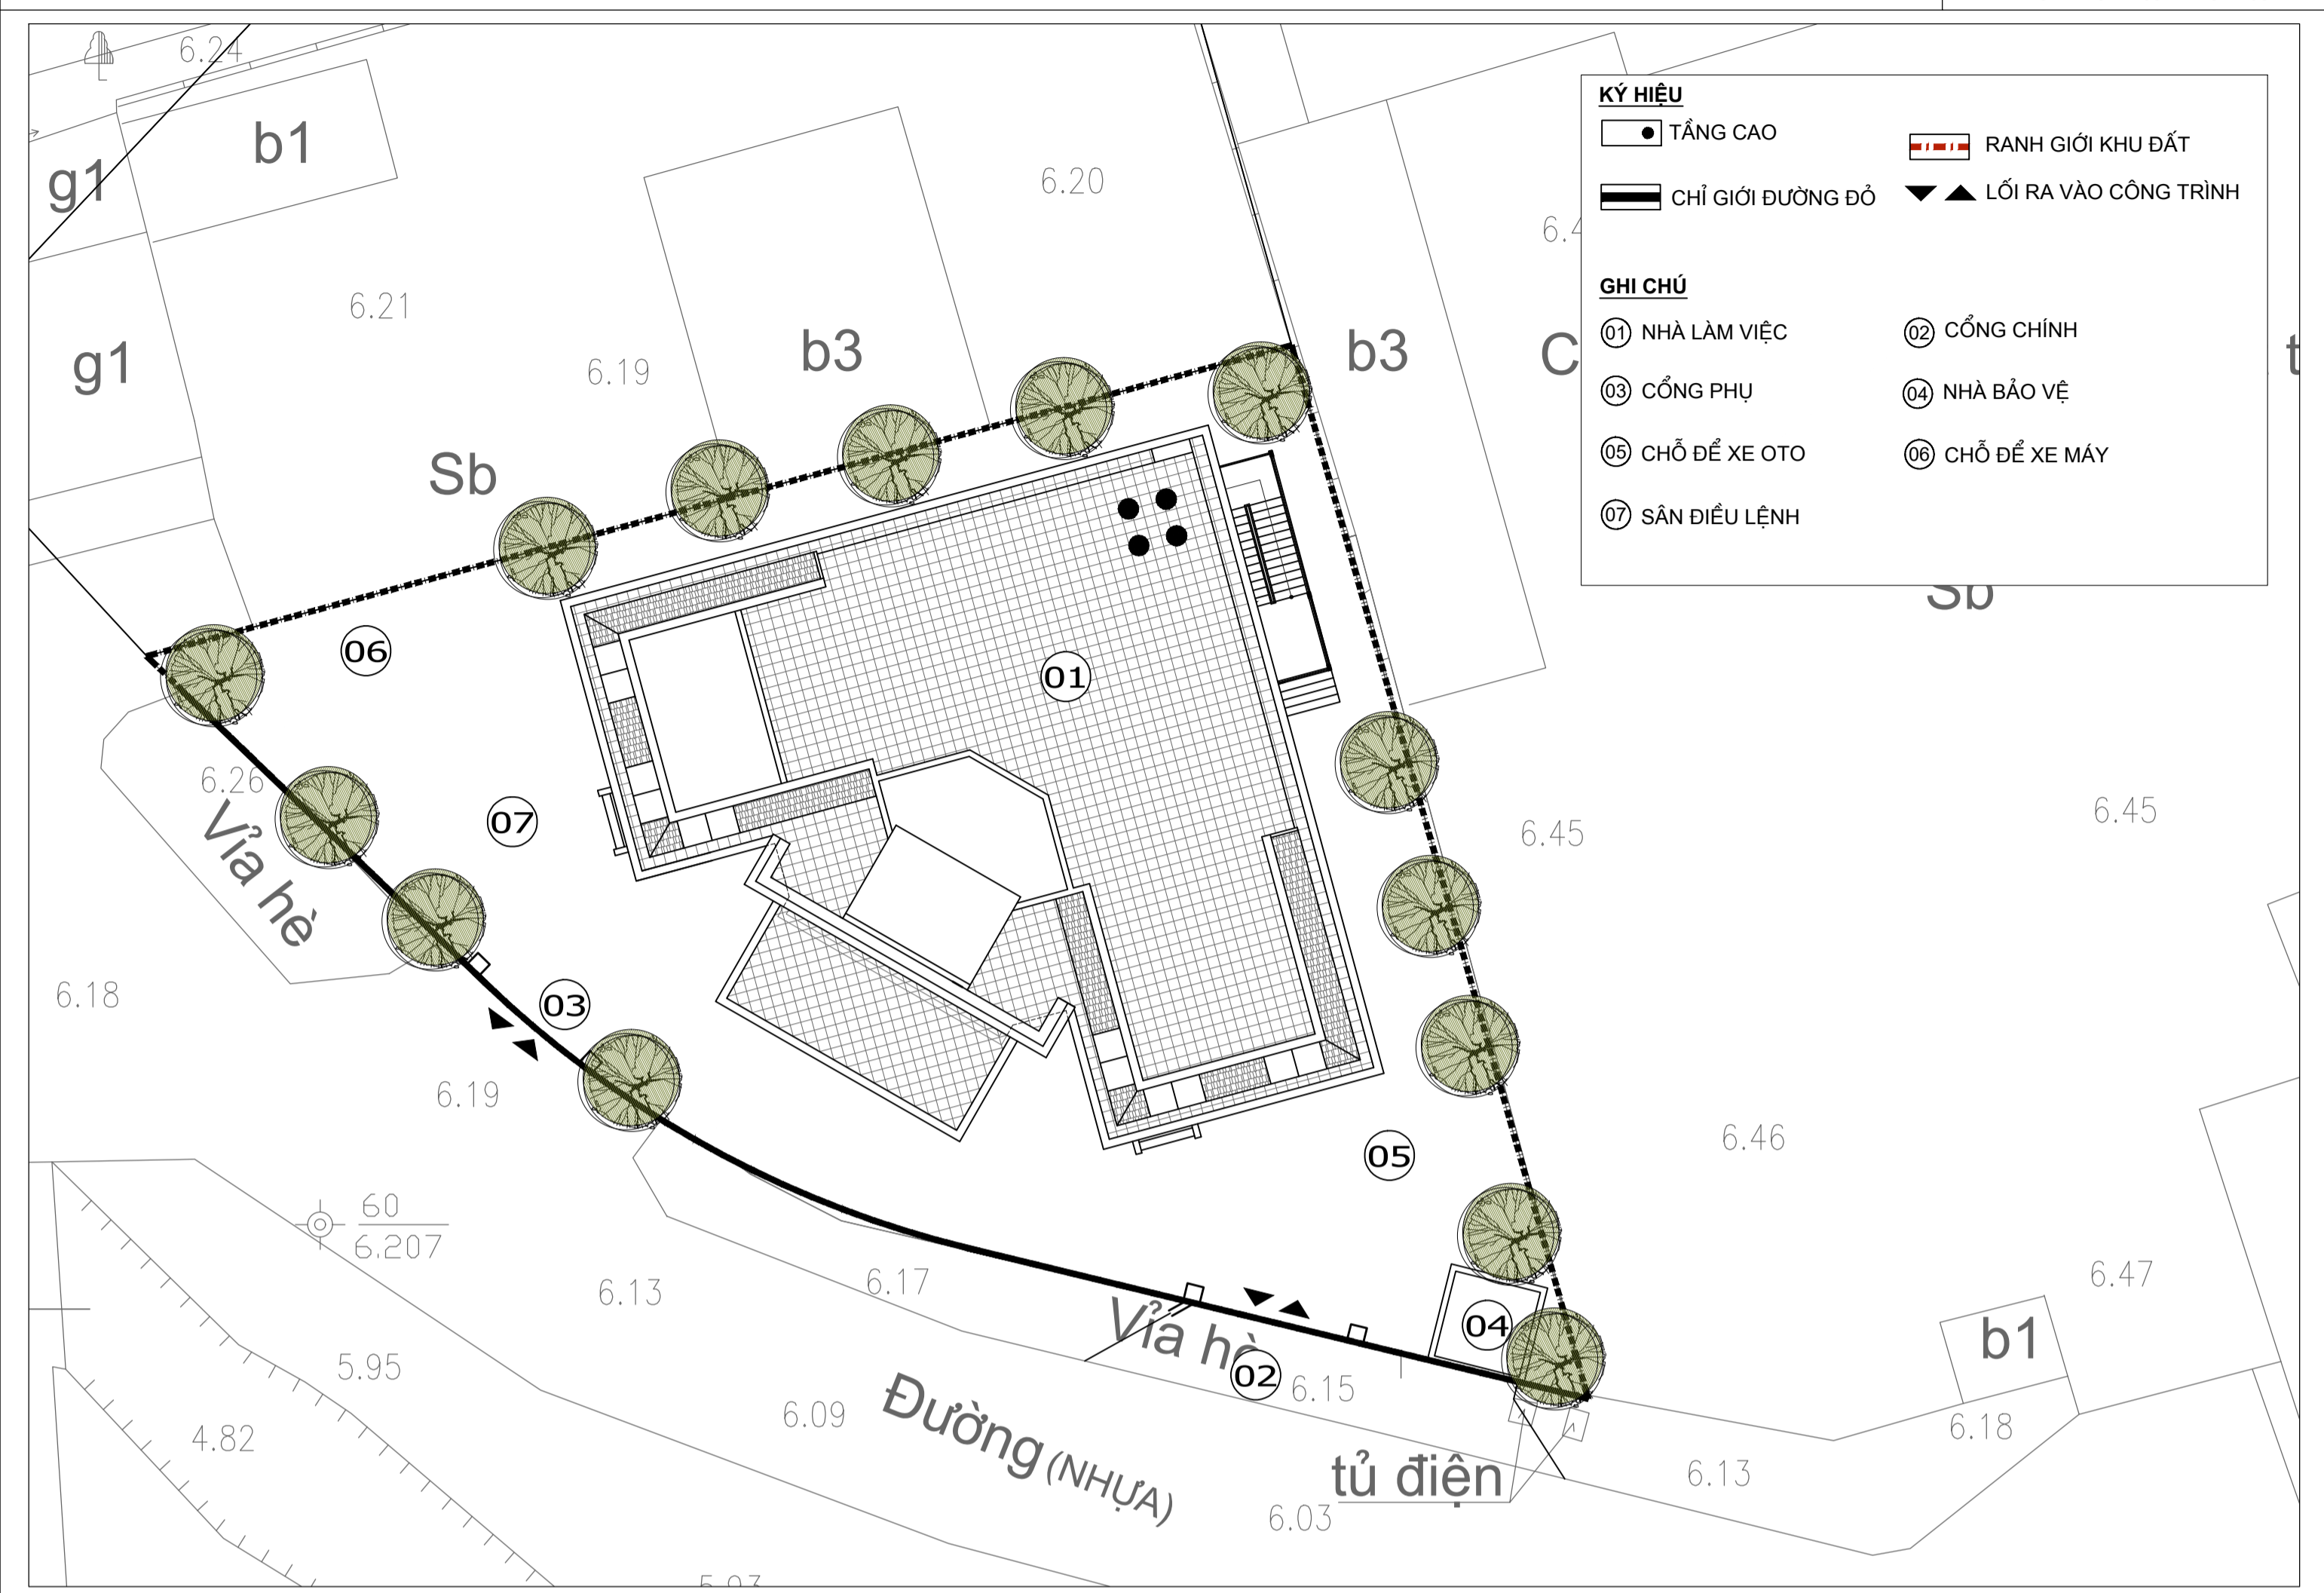 6.24
b1
g1
6.20
KÝ HIỆU
TẦNG CAO
RANH GIỚI KHU ĐẤT
CHỈ GIỚI ĐƯỜNG ĐỎ
LỐI RA VÀO CÔNG TRÌNH
6.21
GHI CHÚ
01 NHÀ LÀM VIỆC
02 CỔNG CHÍNH
03 CỔNG PHỤ
04 NHÀ BẢO VỆ
05 CHỖ ĐỂ XE OTO
06 CHỖ ĐỂ XE MÁY
07 SÂN ĐIỀU LỆNH
g1
6.19
b3
b3
C
t
Sb
Sb
06
01
6.26
Vỉa hè
07
6.45
6.45
6.18
03
6.19
05
6.46
60
6.207
6.13
6.17
Vỉa hè
04
6.47
b1
5.95
02
6.15
6.09
Đường (NHỰA)
4.82
tủ điện
6.18
6.13
6.03